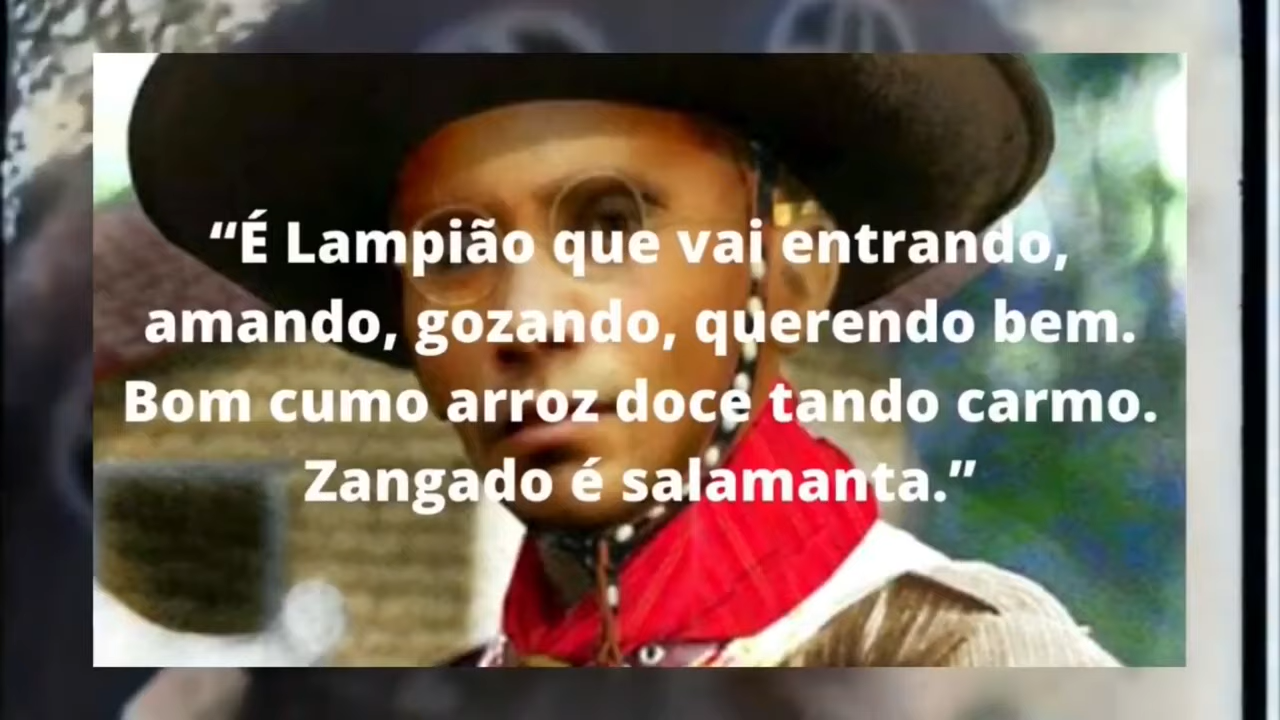 “É Lampião que vai entrando,
amando, gozando, querendo bem.
Bom cumo arroz doce tando carmo.
Zangado é salamanta.”